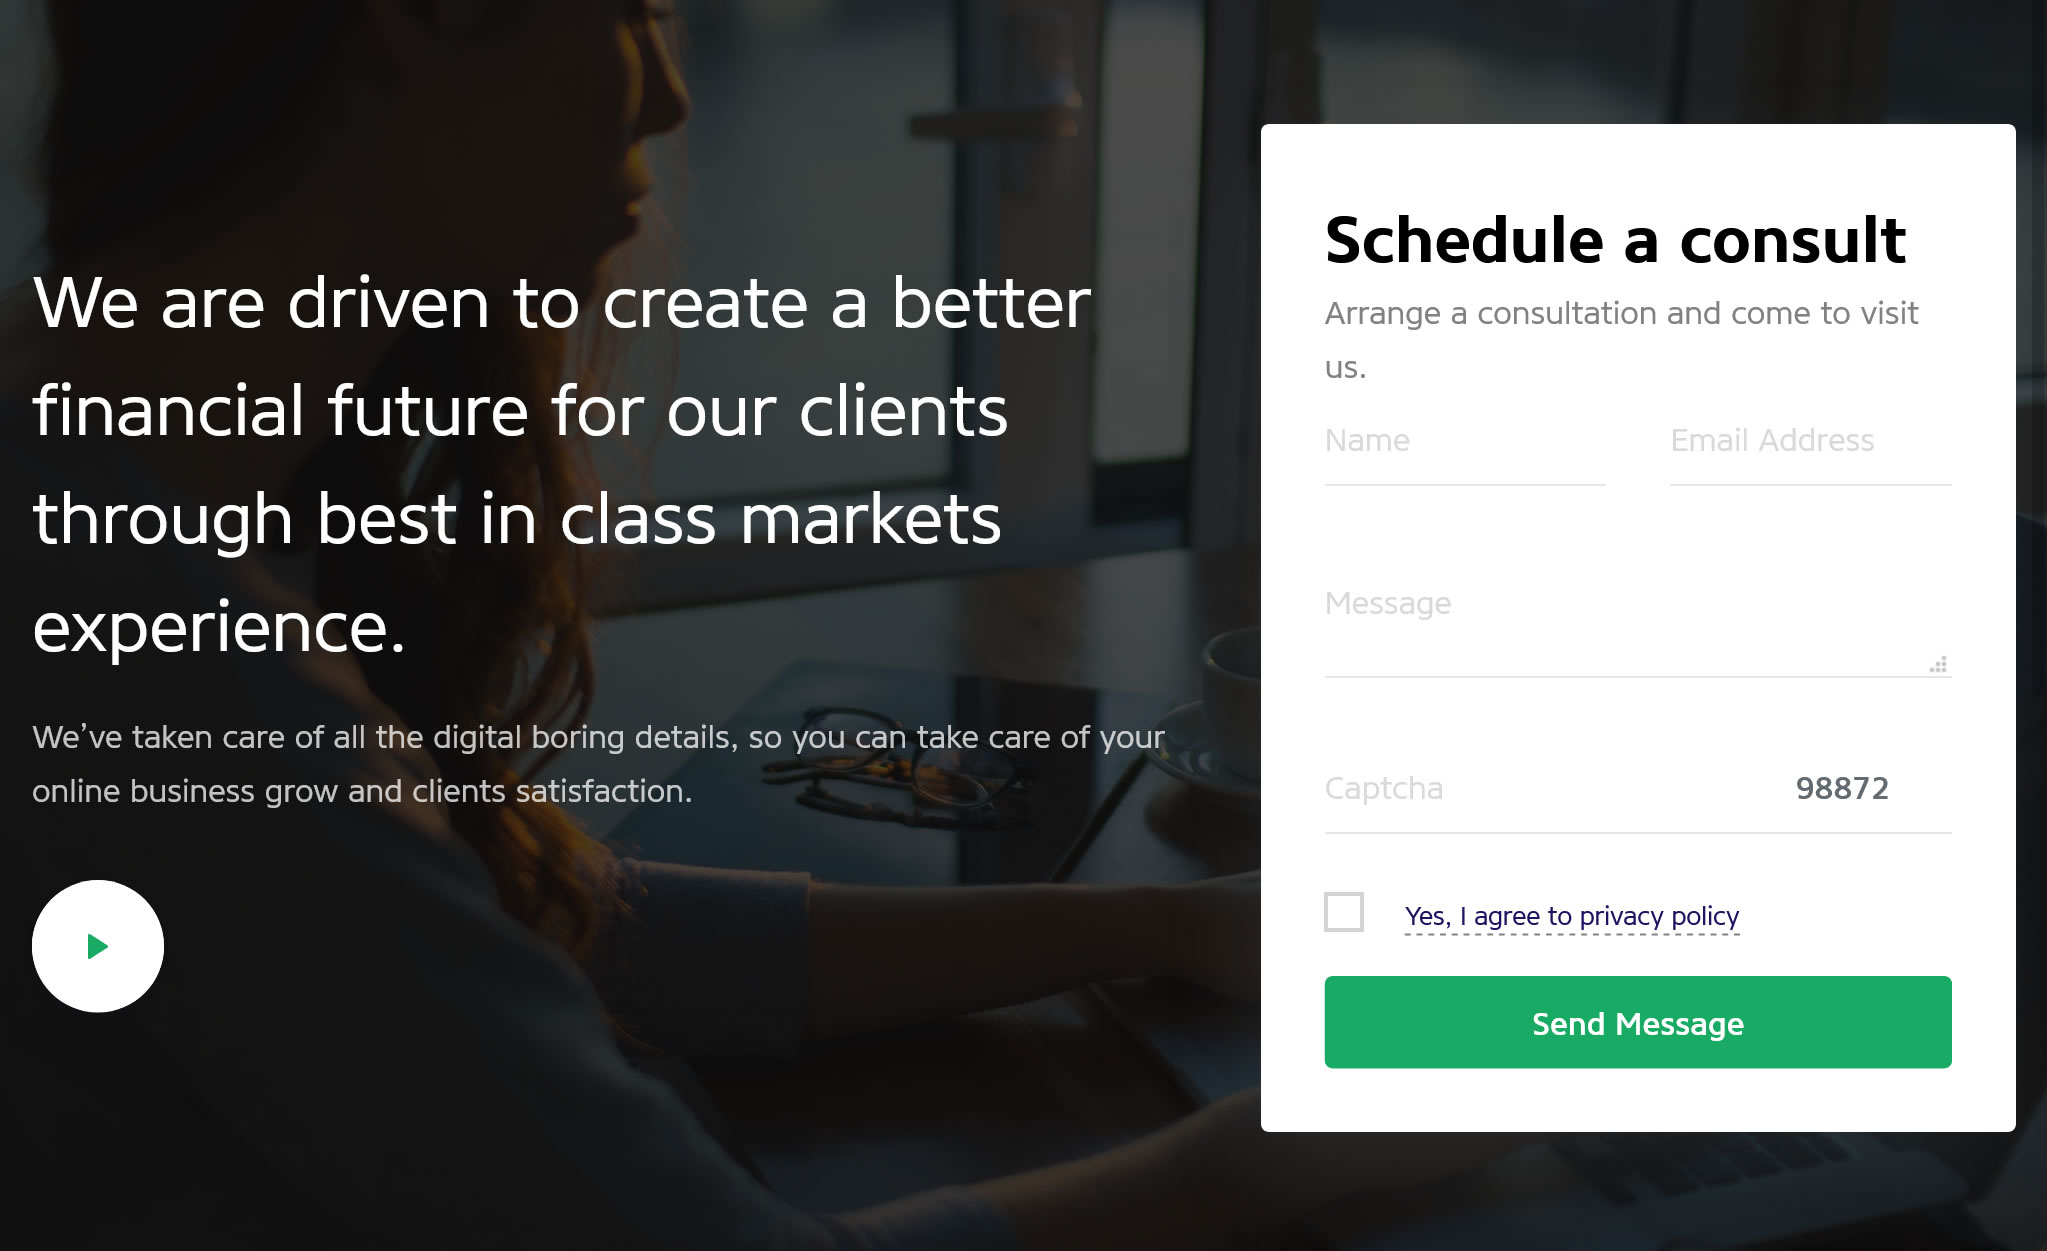 We are driven to create a better
financial future for our clients
through best in class markets
experience.
We’ve taken care of all the digital boring details, so you can take care of your
online business grow and clients satisfaction.
Schedule a consult
Arrange a consultation and come to visit
us.
Name
Email Address
Message
Captcha
98872
Yes, I agree to privacy policy
Send Message